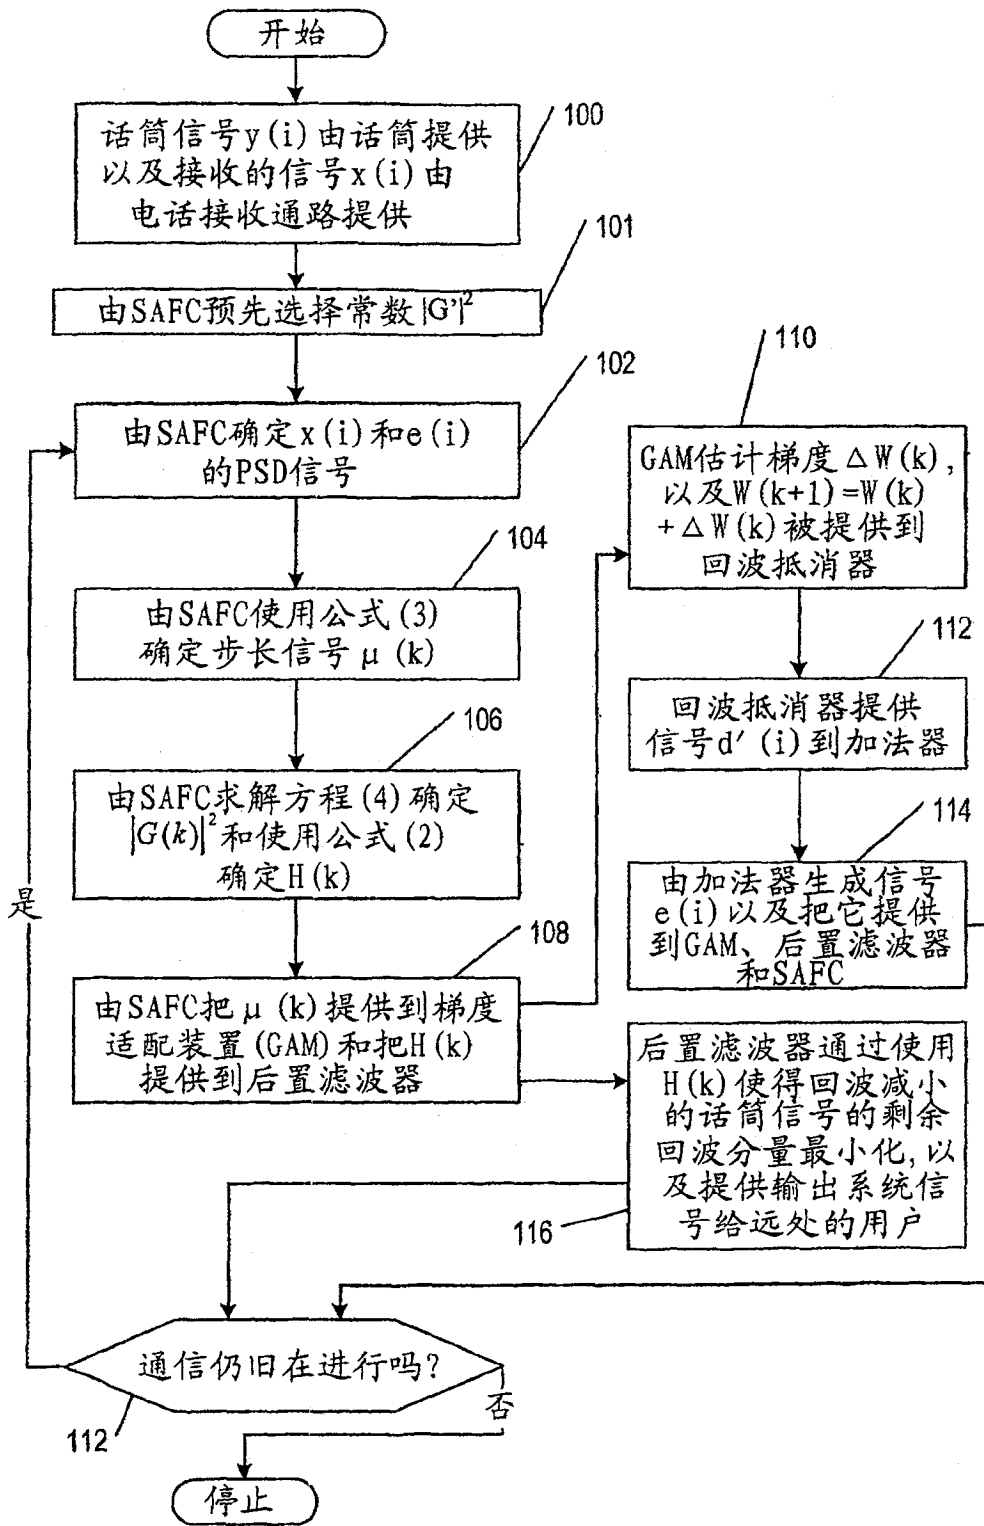 开始
话筒信号y(i)由话筒提供
以及接收的信号x(i)由
电话接收通路提供
100
由SAFC预先选择常数|G'|²
101
由SAFC确定x(i)和e(i)
的PSD信号
102
由SAFC使用公式(3)
确定步长信号μ(k)
104
由SAFC求解方程(4)确定
|G(k)|²和使用公式(2)
确定H(k)
106
由SAFC把μ(k)提供到梯度
适配装置(GAM)和把H(k)
提供到后置滤波器
108
GAM估计梯度△W(k),
以及W(k+1)=W(k)
+△W(k)被提供到
回波抵消器
110
回波抵消器提供
信号d′(i)到加法器
112
由加法器生成信号
e(i)以及把它提供
到GAM、后置滤波器
和SAFC
114
后置滤波器通过使用
H(k)使得回波减小
的话筒信号的剩余
回波分量最小化,以
及提供输出系统信
号给远处的用户
116
通信仍旧在进行吗?
112
是
否
停止